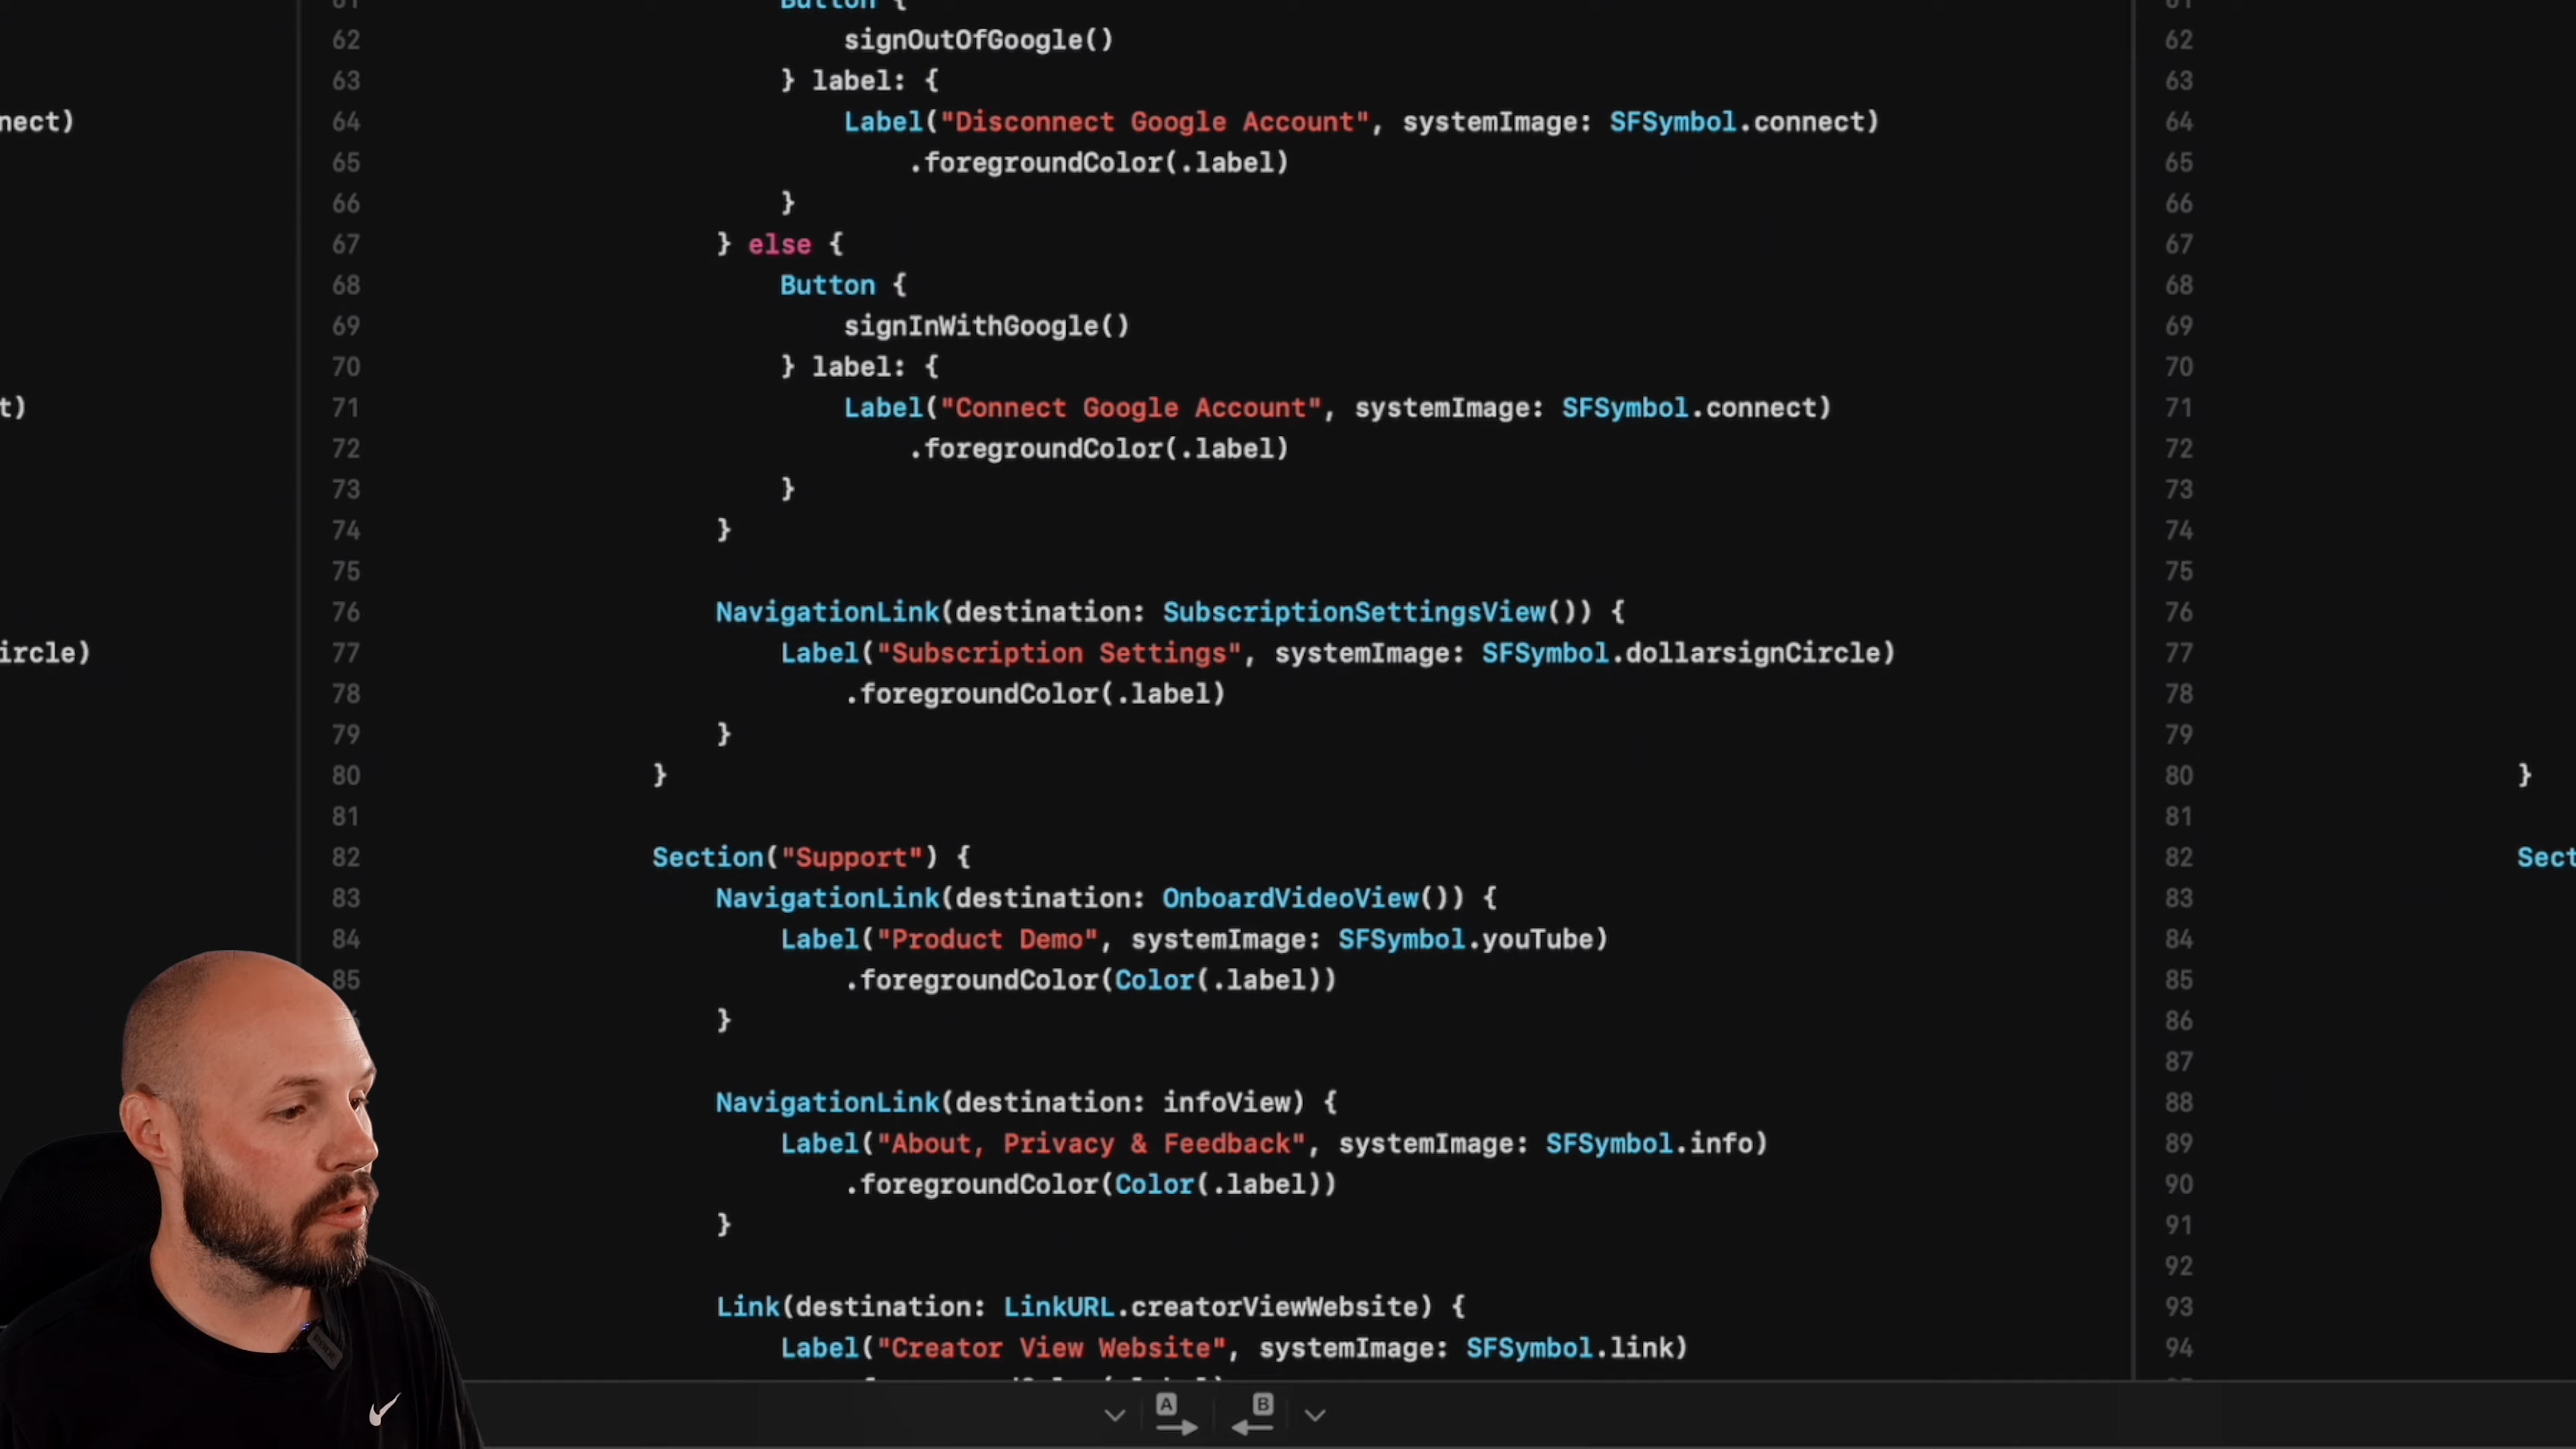 Button {
62 signOutOfGoogle() 62
63 } label: { 63
nect) 64 Label("Disconnect Google Account", systemImage: SFSymbol.connect) 64
65 .foregroundColor(.label) 65
66 } 66
67 } else { 67
68 Button { 68
69 signInWithGoogle() 69
70 } label: { 70
t) 71 Label("Connect Google Account", systemImage: SFSymbol.connect) 71
72 .foregroundColor(.label) 72
73 } 73
74 } 74
75 75
76 NavigationLink(destination: SubscriptionSettingsView()) { 76
ircle) 77 Label("Subscription Settings", systemImage: SFSymbol.dollarsignCircle) 77
78 .foregroundColor(.label) 78
79 } 79
80 } 80 }
81 81
82 Section("Support") { 82 Sect
83 NavigationLink(destination: OnboardVideoView()) { 83
84 Label("Product Demo", systemImage: SFSymbol.youTube) 84
85 .foregroundColor(Color(.label)) 85
} 86
87
NavigationLink(destination: infoView) { 88
Label("About, Privacy & Feedback", systemImage: SFSymbol.info) 89
.foregroundColor(Color(.label)) 90
} 91
92
Link(destination: LinkURL.creatorViewWebsite) { 93
Label("Creator View Website", systemImage: SFSymbol.link) 94
A B